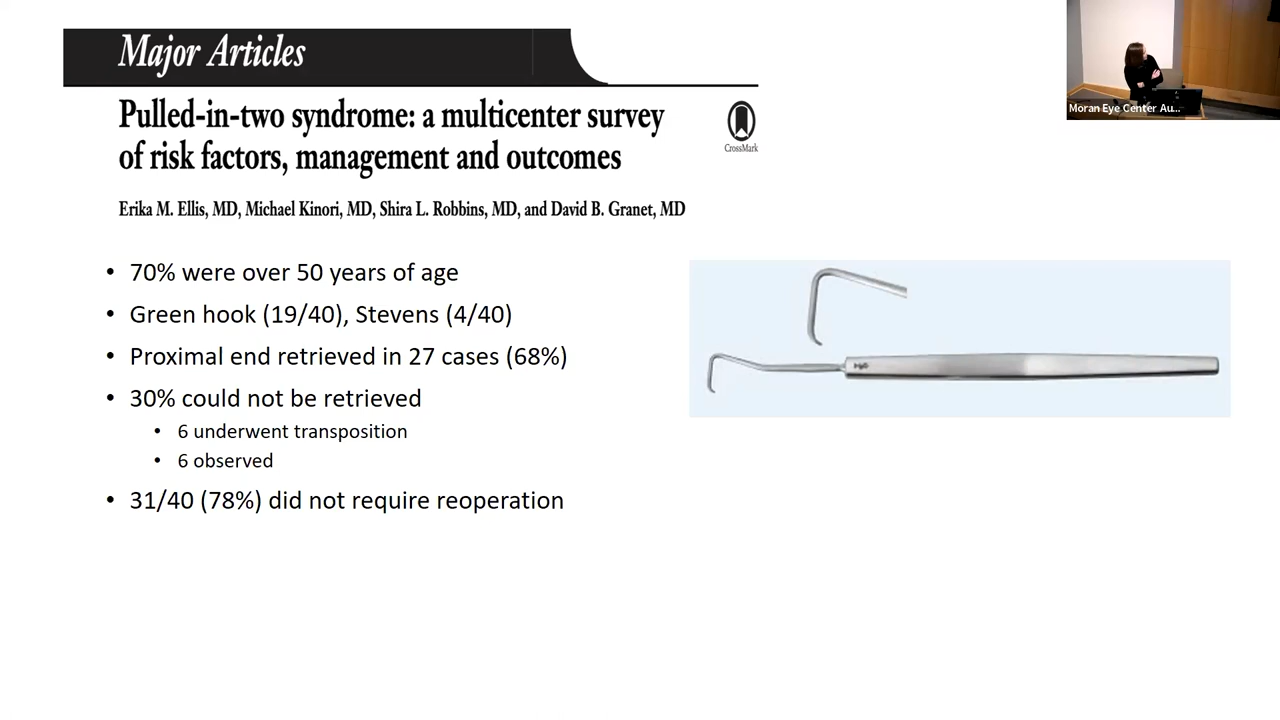 Major Articles
Pulled-in-two syndrome: a multicenter survey
of risk factors, management and outcomes
CrossMark
Erika M. Ellis, MD, Michael Kinori, MD, Shira L. Robbins, MD, and David B. Granet, MD
• 70% were over 50 years of age
• Green hook (19/40), Stevens (4/40)
• Proximal end retrieved in 27 cases (68%)
• 30% could not be retrieved
• 6 underwent transposition
• 6 observed
• 31/40 (78%) did not require reoperation
Moran Eye Center Au...